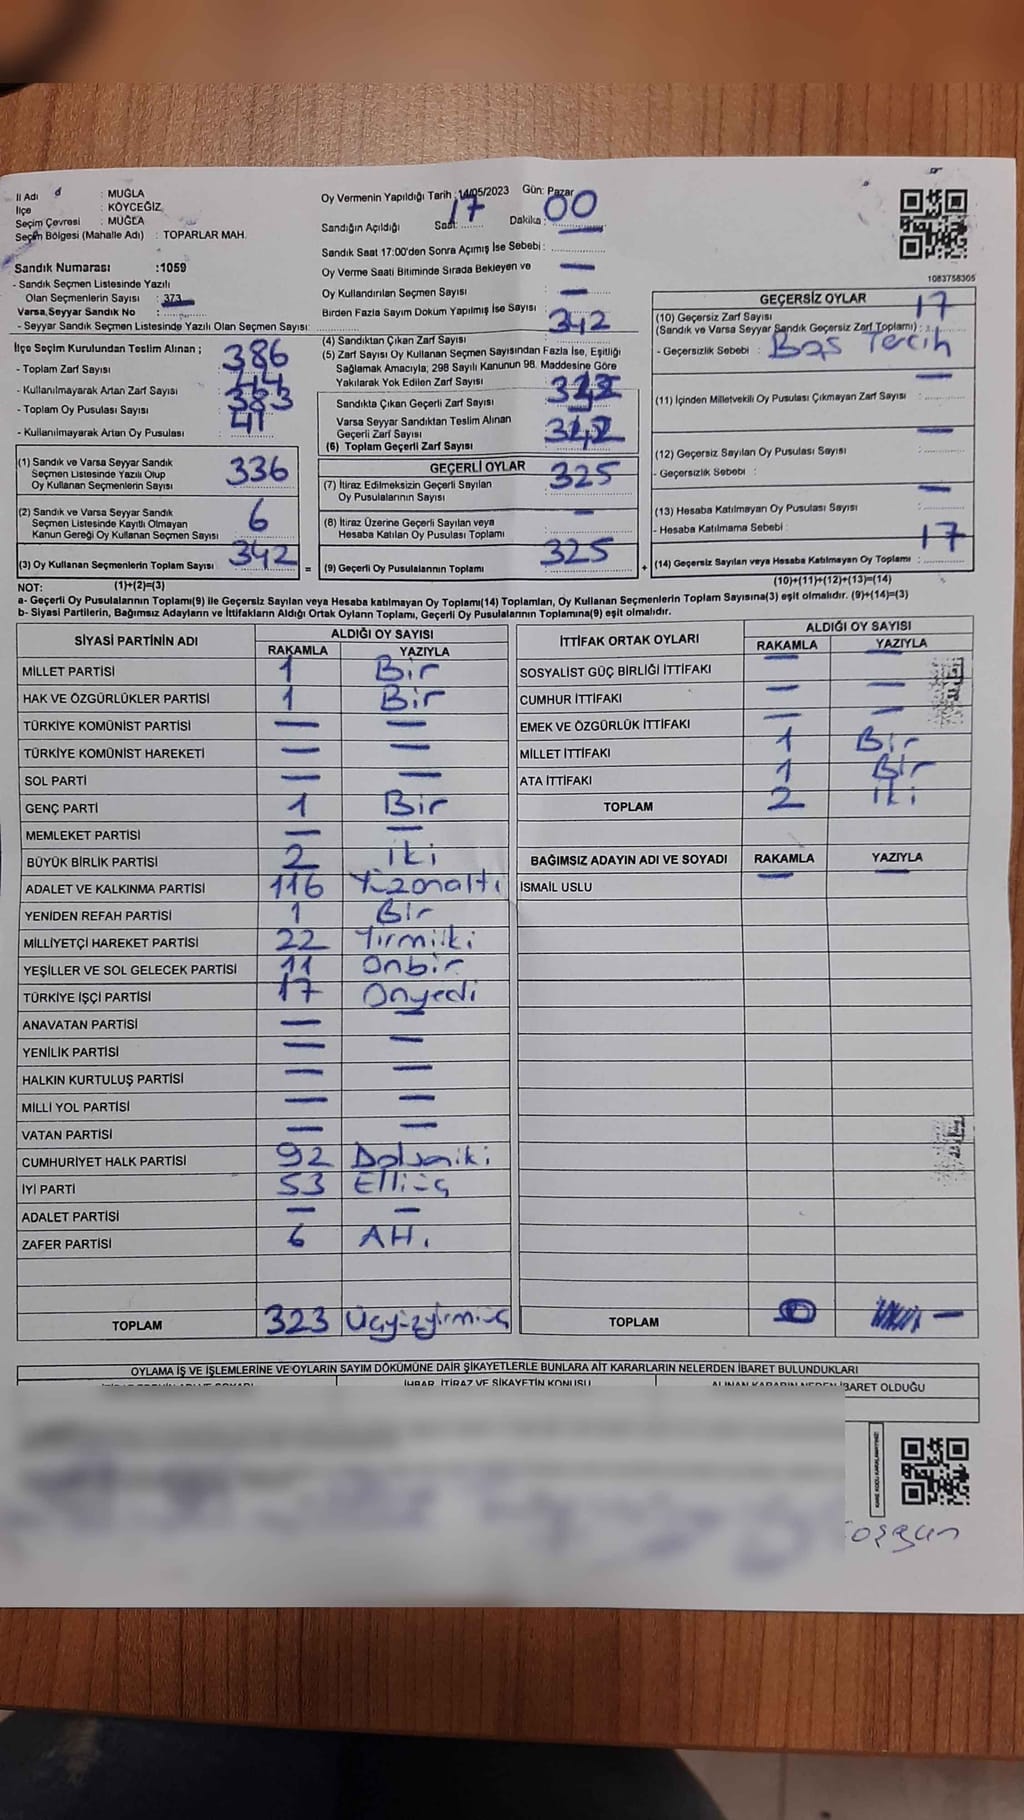 İl Adı : MUĞLA
İlçe : KÖYCEĞİZ
Seçim Çevresi : MUĞLA
Seçim Bölgesi (Mahalle Adı) : TOPARLAR MAH.
Sandık Numarası :1059
- Sandık Seçmen Listesinde Yazılı
Olan Seçmenlerin Sayısı : 373
Varsa, Seyyar Sandık No :
- Seyyar Sandık Seçmen Listesinde Yazılı Olan Seçmen Sayısı:
Oy Vermenin Yapıldığı Tarih :14/05/2023 Gün: Pazar
Sandığın Açıldığı Saat: 17 Dakika : 00
Sandık Saat 17:00'den Sonra Açımış İse Sebebi : —
Oy Verme Saati Bitiminde Sırada Bekleyen ve
Oy Kullandırılan Seçmen Sayısı —
Birden Fazla Sayım Döküm Yapılmış İse Sayısı : —
1083758305
İlçe Seçim Kurulundan Teslim Alınan ;
- Toplam Zarf Sayısı : 386
- Kullanılmayarak Artan Zarf Sayısı : 44
- Toplam Oy Pusulası Sayısı : 383
- Kullanılmayarak Artan Oy Pusulası : 41
(1) Sandık ve Varsa Seyyar Sandık
Seçmen Listesinde Yazılı Olup
Oy Kullanan Seçmenlerin Sayısı 336
(2) Sandık ve Varsa Seyyar Sandık
Seçmen Listesinde Kayıtlı Olmayan
Kanun Gereği Oy Kullanan Seçmen Sayısı 6
(3) Oy Kullanan Seçmenlerin Toplam Sayısı : 342 =
(4) Sandıktan Çıkan Zarf Sayısı 342
(5) Zarf Sayısı Oy Kullanan Seçmen Sayısından Fazla İse, Eşitliği
Sağlamak Amacıyla; 298 Sayılı Kanunun 98. Maddesine Göre
Yakılarak Yok Edilen Zarf Sayısı
Sandıkta Çıkan Geçerli Zarf Sayısı 342
Varsa Seyyar Sandıktan Teslim Alınan
Geçerli Zarf Sayısı
(6) Toplam Geçerli Zarf Sayısı 342
GEÇERLİ OYLAR
(7) İtiraz Edilmeksizin Geçerli Sayılan
Oy Pusulalarının Sayısı 325
(8) İtiraz Üzerine Geçerli Sayılan veya
Hesaba Katılan Oy Pusulası Toplamı —
(9) Geçerli Oy Pusulalarının Toplamı 325 +
GEÇERSİZ OYLAR
(10) Geçersiz Zarf Sayısı 17
(Sandık ve Varsa Seyyar Sandık Geçersiz Zarf Toplamı) :
- Geçersizlik Sebebi : Boş Tercih
(11) İçinden Milletvekili Oy Pusulası Çıkmayan Zarf Sayısı : —
(12) Geçersiz Sayılan Oy Pusulası Sayısı : —
- Geçersizlik Sebebi :
(13) Hesaba Katılmayan Oy Pusulası Sayısı : —
- Hesaba Katılmama Sebebi :
(14) Geçersiz Sayılan veya Hesaba Katılmayan Oy Toplamı : 17
NOT: (1)+(2)=(3) (10)+(11)+(12)+(13)=(14)
a- Geçerli Oy Pusulalarının Toplamı(9) ile Geçersiz Sayılan veya Hesaba katılmayan Oy Toplamı(14) Toplamları, Oy Kullanan Seçmenlerin Toplam Sayısına(3) eşit olmalıdır. (9)+(14)=(3)
b- Siyasi Partilerin, Bağımsız Adayların ve İttifakların Aldığı Ortak Oyların Toplamı, Geçerli Oy Pusulalarının Toplamına(9) eşit olmalıdır.
SİYASİ PARTİNİN ADI ALDIĞI OY SAYISI
RAKAMLA YAZIYLA
MİLLET PARTİSİ 1 Bir
HAK VE ÖZGÜRLÜKLER PARTİSİ 1 Bir
TÜRKİYE KOMÜNİST PARTİSİ — —
TÜRKİYE KOMÜNİST HAREKETİ — —
SOL PARTİ — —
GENÇ PARTİ 1 Bir
MEMLEKET PARTİSİ — —
BÜYÜK BİRLİK PARTİSİ 2 iki
ADALET VE KALKINMA PARTİSİ 116 Yüzonaltı
YENİDEN REFAH PARTİSİ 1 Bir
MİLLİYETÇİ HAREKET PARTİSİ 22 Yirmiiki
YEŞİLLER VE SOL GELECEK PARTİSİ 11 Onbir
TÜRKİYE İŞÇİ PARTİSİ 17 Onyedi
ANAVATAN PARTİSİ — —
YENİLİK PARTİSİ — —
HALKIN KURTULUŞ PARTİSİ — —
MİLLİ YOL PARTİSİ — —
VATAN PARTİSİ — —
CUMHURİYET HALK PARTİSİ 92 Doksaniki
İYİ PARTİ 53 Elliüç
ADALET PARTİSİ — —
ZAFER PARTİSİ 6 Altı
TOPLAM 323 Üçyüzyirmiüç
İTTİFAK ORTAK OYLARI ALDIĞI OY SAYISI
RAKAMLA YAZIYLA
SOSYALİST GÜÇ BİRLİĞİ İTTİFAKI — —
CUMHUR İTTİFAKI — —
EMEK VE ÖZGÜRLÜK İTTİFAKI — —
MİLLET İTTİFAKI 1 Bir
ATA İTTİFAKI 1 Bir
TOPLAM 2 iki
BAĞIMSIZ ADAYIN ADI VE SOYADI RAKAMLA YAZIYLA
İSMAİL USLU — —
TOPLAM —
OYLAMA İŞ VE İŞLEMLERİNE VE OYLARIN SAYIM DÖKÜMÜNE DAİR ŞİKAYETLERLE BUNLARA AİT KARARLARIN NELERDEN İBARET BULUNDUKLARI
İHBAR, İTİRAZ VE ŞİKAYETİN KONUSU ALINAN KARARIN NEDEN İBARET OLDUĞU
KARE KODU KARALAMAYINIZ!